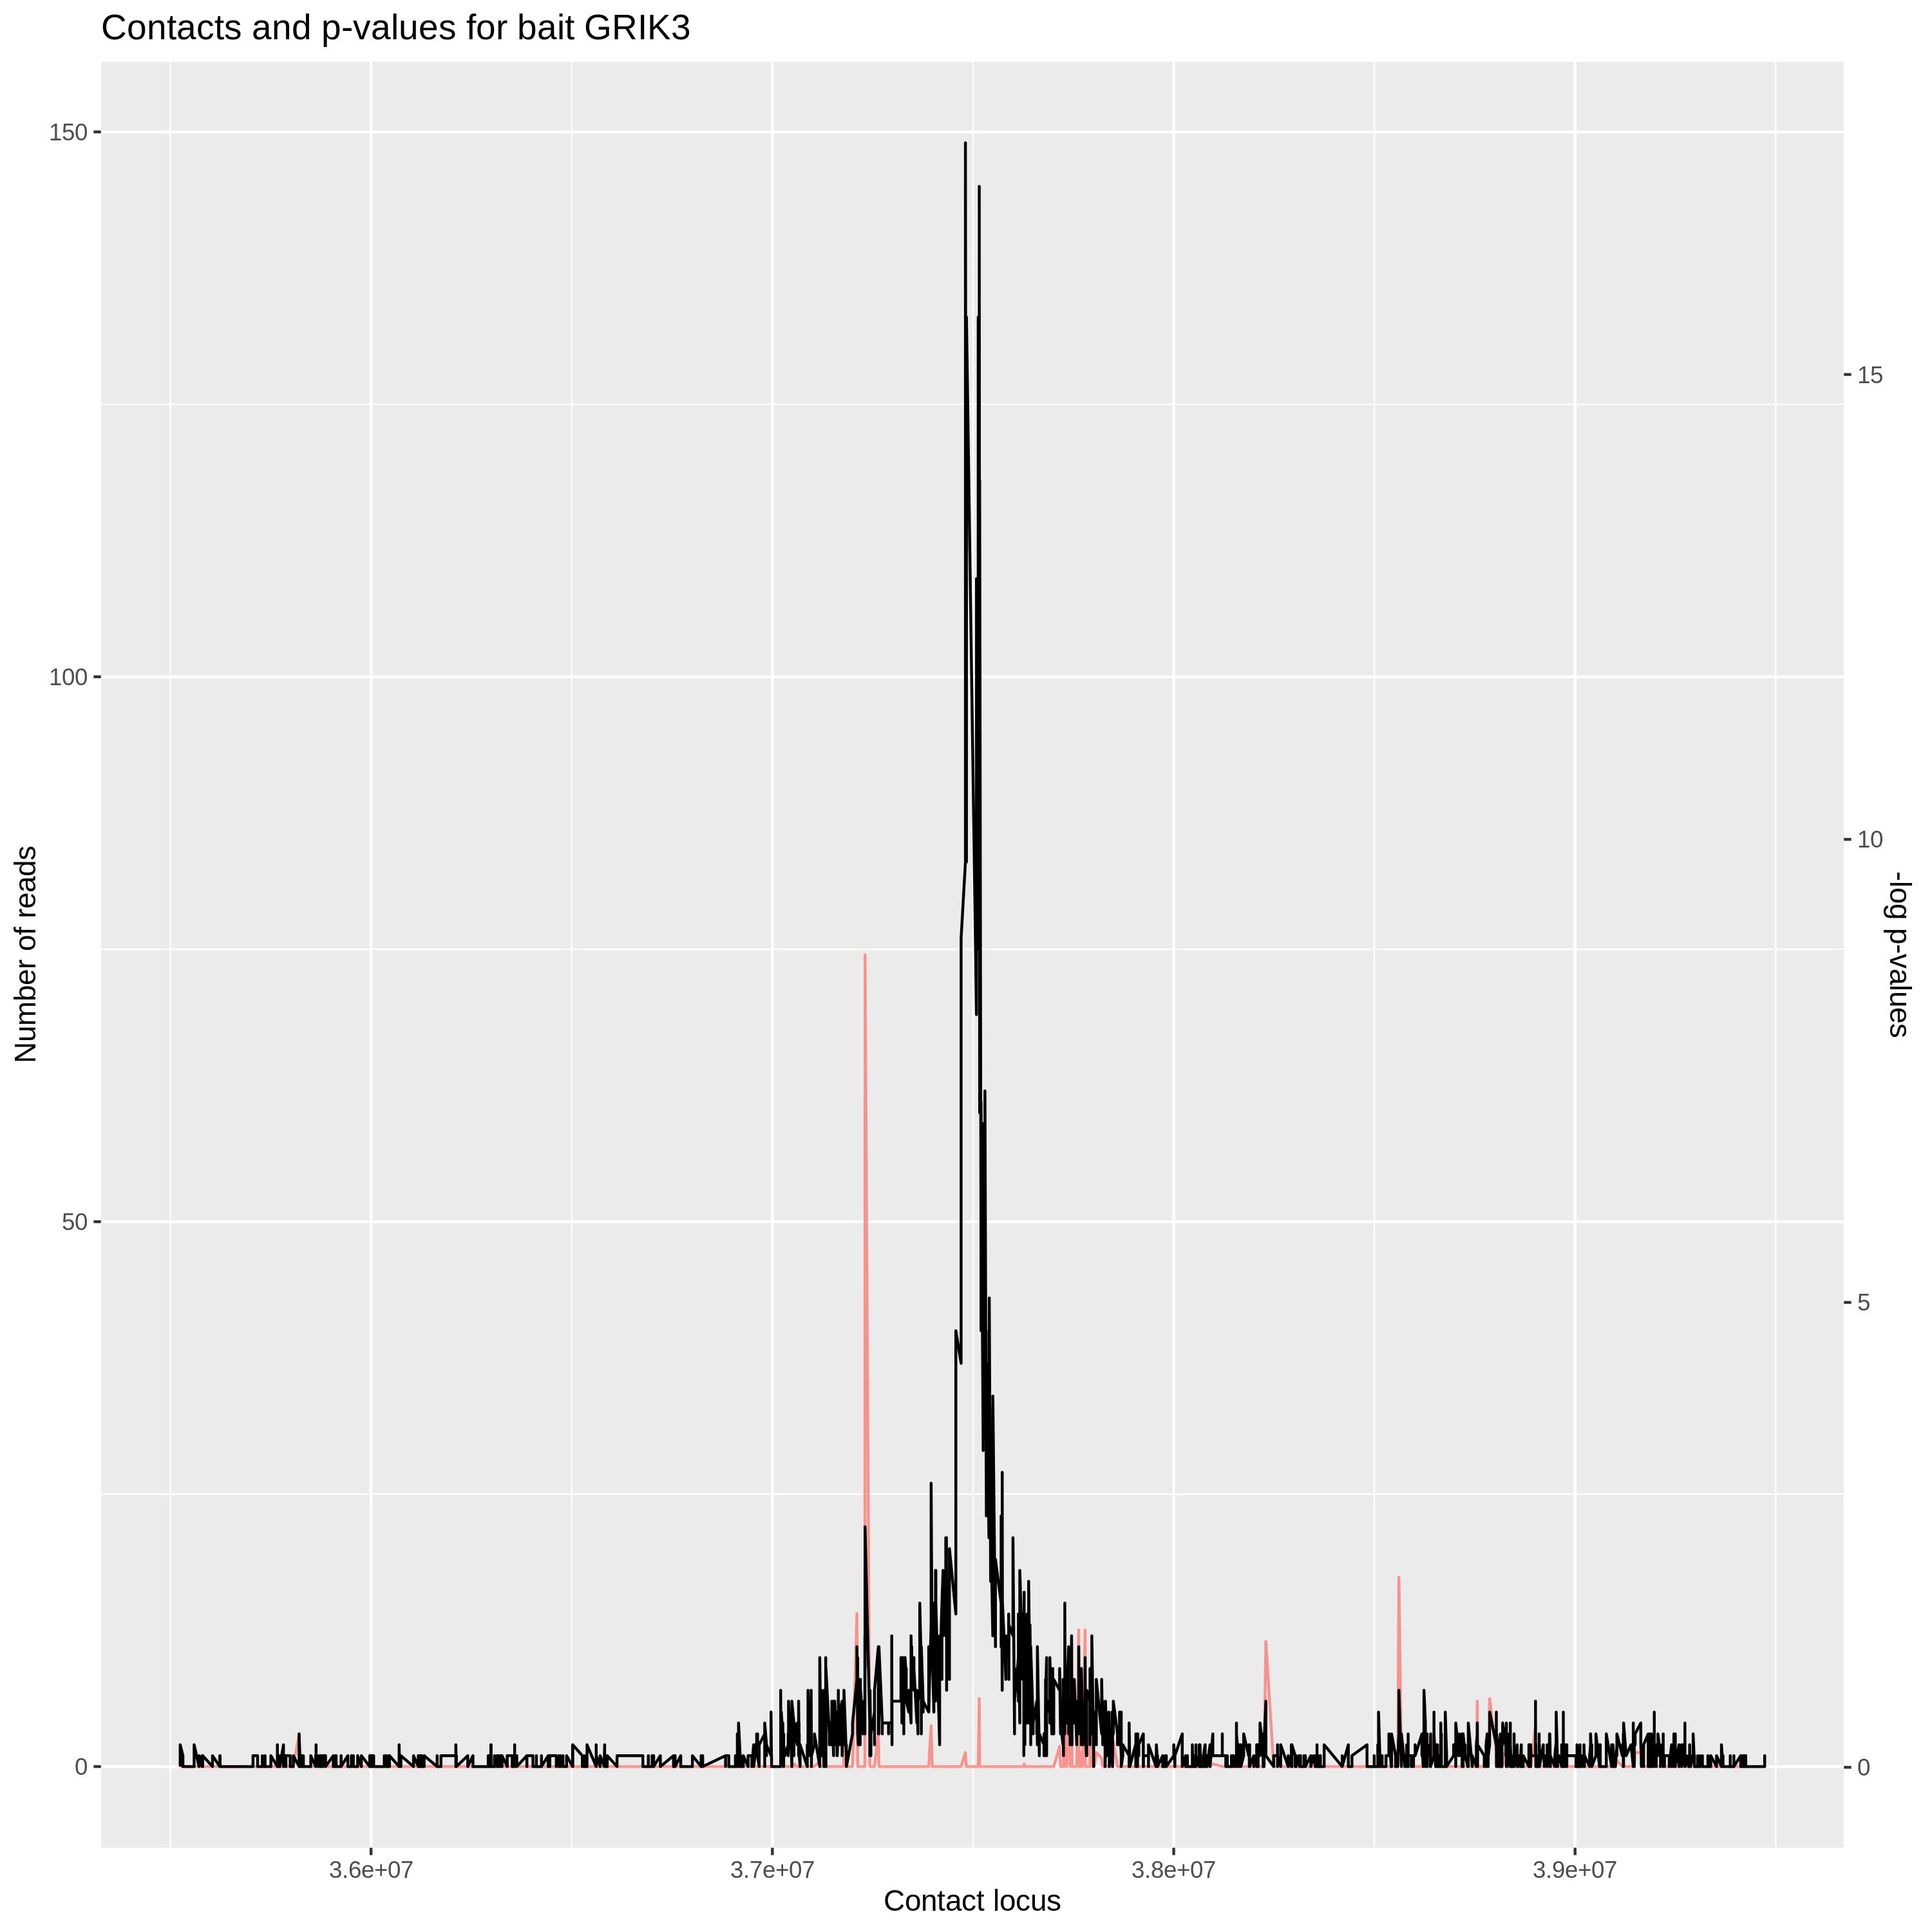 Contacts and p-values for bait GRIK3
150
100
50
0
Number of reads
15
10
5
0
-log p-values
3.6e+07
3.7e+07
3.8e+07
3.9e+07
Contact locus